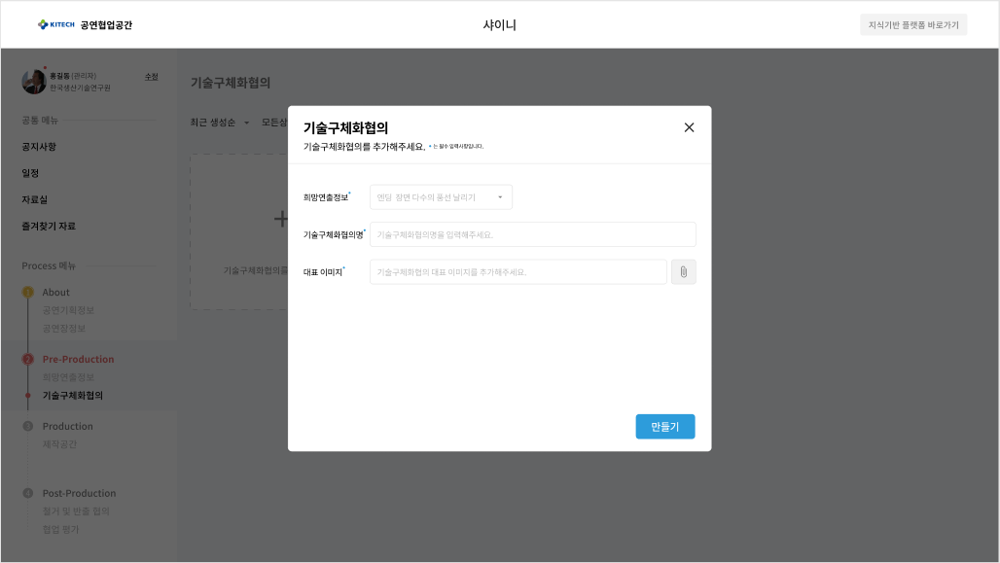 KITECH 공연협업공간
샤이니
지식기반 플랫폼 바로가기
홍길동 (관리자)
수정
한국생산기술연구원
공통 메뉴
공지사항
일정
자료실
즐겨찾기 자료
Process 메뉴
1 About
공연기획정보
공연장정보
2 Pre-Production
희망연출정보
기술구체화협의
3 Production
제작공간
4 Post-Production
철거 및 반출 협의
협업 평가
기술구체화협의
최근 생성순
모든상
기술구체화협의를
기술구체화협의
기술구체화협의를 추가해주세요. * 는 필수 입력사항입니다.
희망연출정보*
엔딩 장면 다수의 풍선 날리기
기술구체화협의명*
기술구체화협의명을 입력해주세요.
대표 이미지*
기술구체화협의 대표 이미지를 추가해주세요.
만들기